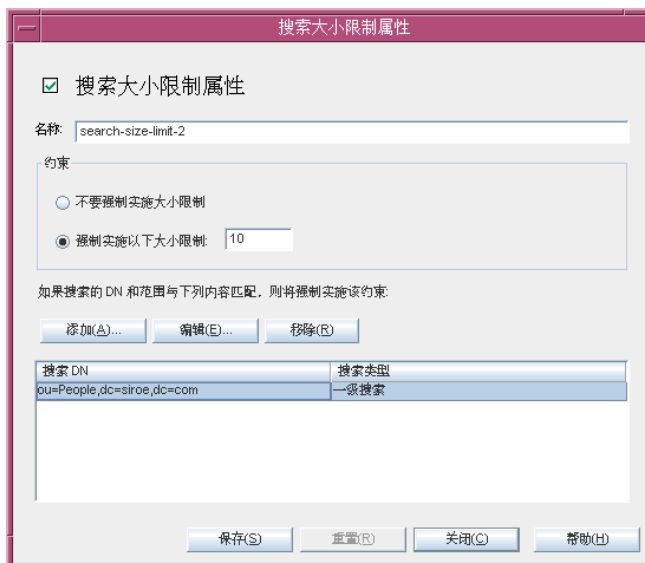 搜索大小限制属性
搜索大小限制属性
名称: search-size-limit-2
约束
不要强制实施大小限制
强制实施以下大小限制: 10
如果搜索的 DN 和范围与下列内容匹配，则将强制实施该约束:
添加(A)... 编辑(E)... 移除(R)
搜索 DN 搜索类型
ou=People,dc=siroe,dc=com 一级搜索
保存(S) 重置(R) 关闭(C) 帮助(H)